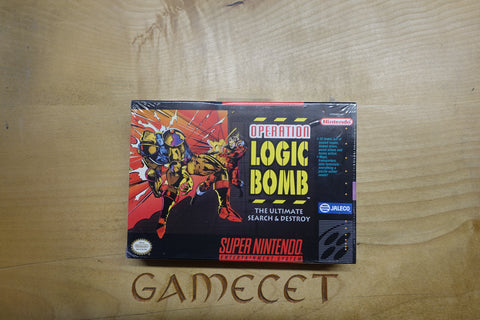 OPERATION
LOGIC
BOMB
THE ULTIMATE
SEARCH & DESTROY
Nintendo
JALECO
SUPER NINTENDO
ENTERTAINMENT SYSTEM
GAMECET